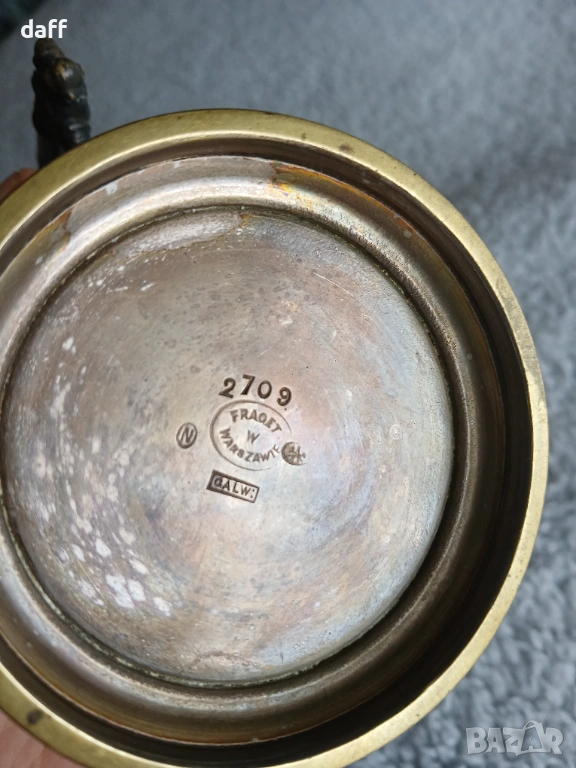 daff
2709
FRAGET
W
WARSZAWIE
N
GALW:
BAZAR